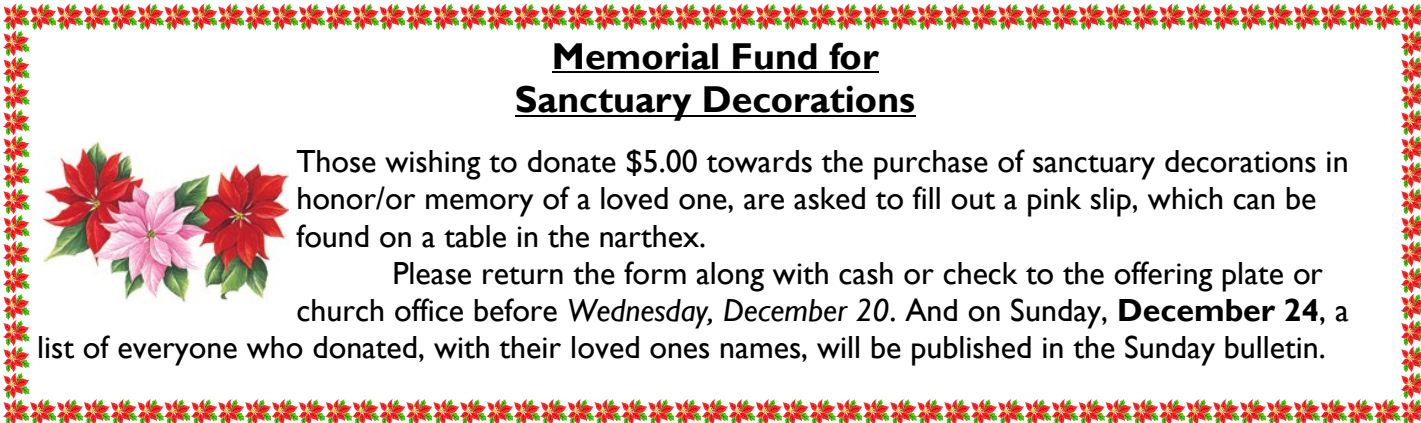 Memorial Fund for
Sanctuary Decorations
Those wishing to donate $5.00 towards the purchase of sanctuary decorations in
honor/or memory of a loved one, are asked to fill out a pink slip, which can be
found on a table in the narthex.
Please return the form along with cash or check to the offering plate or
church office before Wednesday, December 20. And on Sunday, December 24, a
list of everyone who donated, with their loved ones names, will be published in the Sunday bulletin.